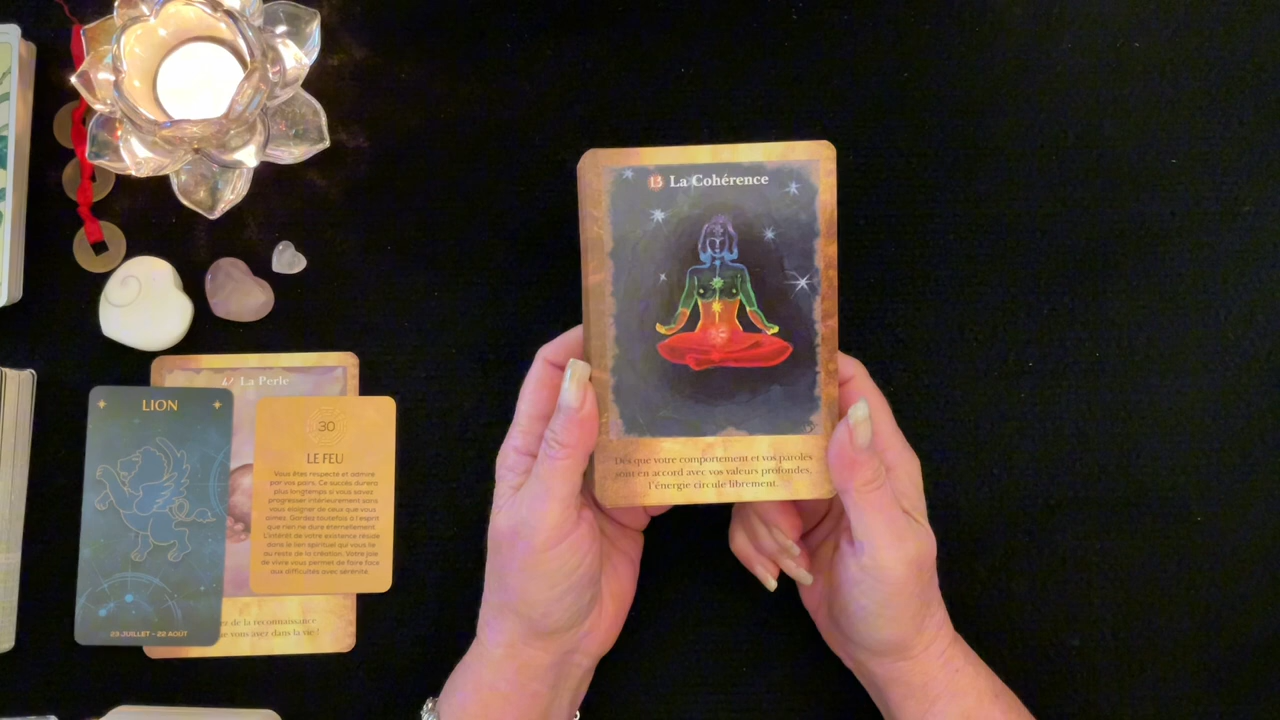 13 La Cohérence
Dès que votre comportement et vos paroles
sont en accord avec vos valeurs profondes,
l'énergie circule librement.
La Perle
LION
23 JUILLET - 22 AOÛT
30
LE FEU
Vous êtes respecté et admiré
par vos pairs. Ce succès durera
plus longtemps si vous savez
progresser intérieurement sans
vous éloigner de ceux que vous
aimez. Gardez toutefois à l'esprit
que rien ne dure éternellement.
L'intérêt de votre existence réside
dans le lien spirituel qui vous lie
au reste de la création. Votre joie
de vivre vous permet de faire face
aux difficultés avec sérénité.
de la reconnaissance
vous avez dans la vie !